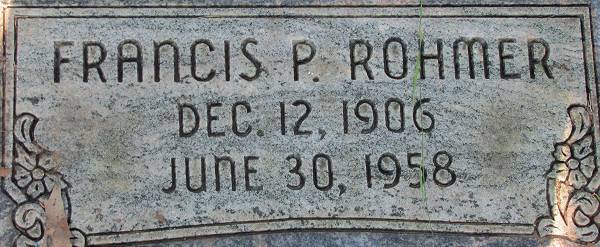 FRANCIS P. ROHMER
DEC. 12, 1906
JUNE 30, 1958